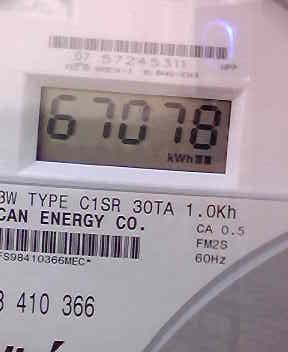 07 57245311
67078
kWh
3W TYPE C1SR 30TA 1.0Kh
CAN ENERGY CO.
CA 0.5
FM2S
60Hz
FS98410366MEC*
410 366